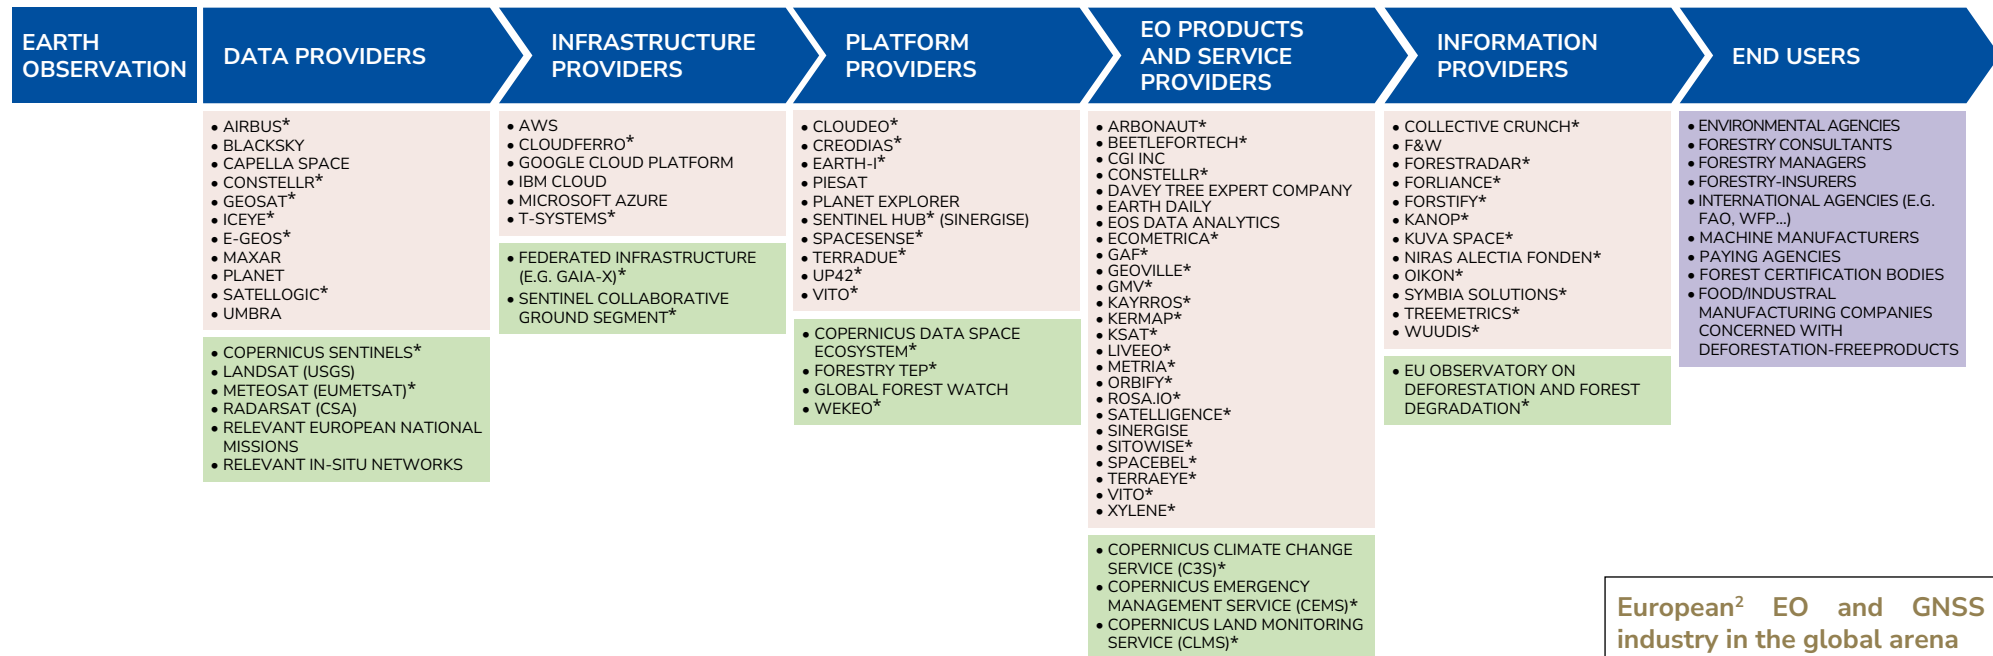 EARTH
OBSERVATION
DATA PROVIDERS
INFRASTRUCTURE
PROVIDERS
PLATFORM
PROVIDERS
EO PRODUCTS
AND SERVICE
PROVIDERS
INFORMATION
PROVIDERS
END USERS
• AIRBUS*
• BLACKSKY
• CAPELLA SPACE
• CONSTELLR*
• GEOSAT*
• ICEYE*
• E-GEOS*
• MAXAR
• PLANET
• SATELLOGIC*
• UMBRA
• COPERNICUS SENTINELS*
• LANDSAT (USGS)
• METEOSAT (EUMETSAT)*
• RADARSAT (CSA)
• RELEVANT EUROPEAN NATIONAL
MISSIONS
• RELEVANT IN-SITU NETWORKS
• AWS
• CLOUDFERRO*
• GOOGLE CLOUD PLATFORM
• IBM CLOUD
• MICROSOFT AZURE
• T-SYSTEMS*
• FEDERATED INFRASTRUCTURE
(E.G. GAIA-X)*
• SENTINEL COLLABORATIVE
GROUND SEGMENT*
• CLOUDEO*
• CREODIAS*
• EARTH-I*
• PIESAT
• PLANET EXPLORER
• SENTINEL HUB* (SINERGISE)
• SPACESENSE*
• TERRADUE*
• UP42*
• VITO*
• COPERNICUS DATA SPACE
ECOSYSTEM*
• FORESTRY TEP*
• GLOBAL FOREST WATCH
• WEKEO*
• ARBONAUT*
• BEETLEFORTECH*
• CGI INC
• CONSTELLR*
• DAVEY TREE EXPERT COMPANY
• EARTH DAILY
• EOS DATA ANALYTICS
• ECOMETRICA*
• GAF*
• GEOVILLE*
• GMV*
• KAYRROS*
• KERMAP*
• KSAT*
• LIVEEO*
• METRIA*
• ORBIFY*
• ROSA.IO*
• SATELLIGENCE*
• SINERGISE
• SITOWISE*
• SPACEBEL*
• TERRAEYE*
• VITO*
• XYLENE*
• COPERNICUS CLIMATE CHANGE
SERVICE (C3S)*
• COPERNICUS EMERGENCY
MANAGEMENT SERVICE (CEMS)*
• COPERNICUS LAND MONITORING
SERVICE (CLMS)*
• COLLECTIVE CRUNCH*
• F&W
• FORESTRADAR*
• FORLIANCE*
• FORSTIFY*
• KANOP*
• KUVA SPACE*
• NIRAS ALECTIA FONDEN*
• OIKON*
• SYMBIA SOLUTIONS*
• TREEMETRICS*
• WUUDIS*
• EU OBSERVATORY ON
DEFORESTATION AND FOREST
DEGRADATION*
• ENVIRONMENTAL AGENCIES
• FORESTRY CONSULTANTS
• FORESTRY MANAGERS
• FORESTRY-INSURERS
• INTERNATIONAL AGENCIES (E.G.
FAO, WFP...)
• MACHINE MANUFACTURERS
• PAYING AGENCIES
• FOREST CERTIFICATION BODIES
• FOOD/INDUSTRAL
MANUFACTURING COMPANIES
CONCERNED WITH
DEFORESTATION-FREEPRODUCTS
European² EO and GNSS
industry in the global arena